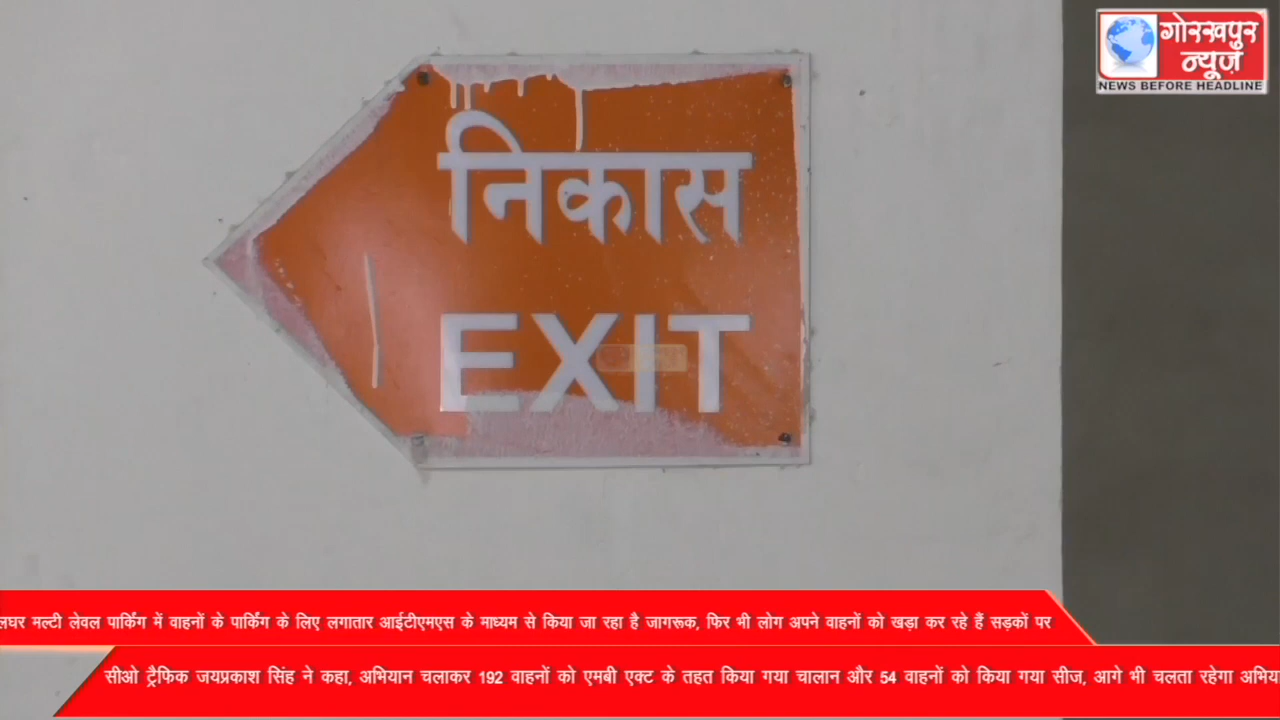 गोरखपुर
न्यूज़
NEWS BEFORE HEADLINE
निकास
EXIT
मल्टी लेवल पार्किंग में वाहनों के पार्किंग के लिए लगातार आईटीएमएस के माध्यम से किया जा रहा है जागरूक, फिर भी लोग अपने वाहनों को खड़ा कर रहे हैं सड़कों पर
सीओ ट्रैफिक जयप्रकाश सिंह ने कहा, अभियान चलाकर 192 वाहनों को एमबी एक्ट के तहत किया गया चालान और 54 वाहनों को किया गया सीज, आगे भी चलता रहेगा